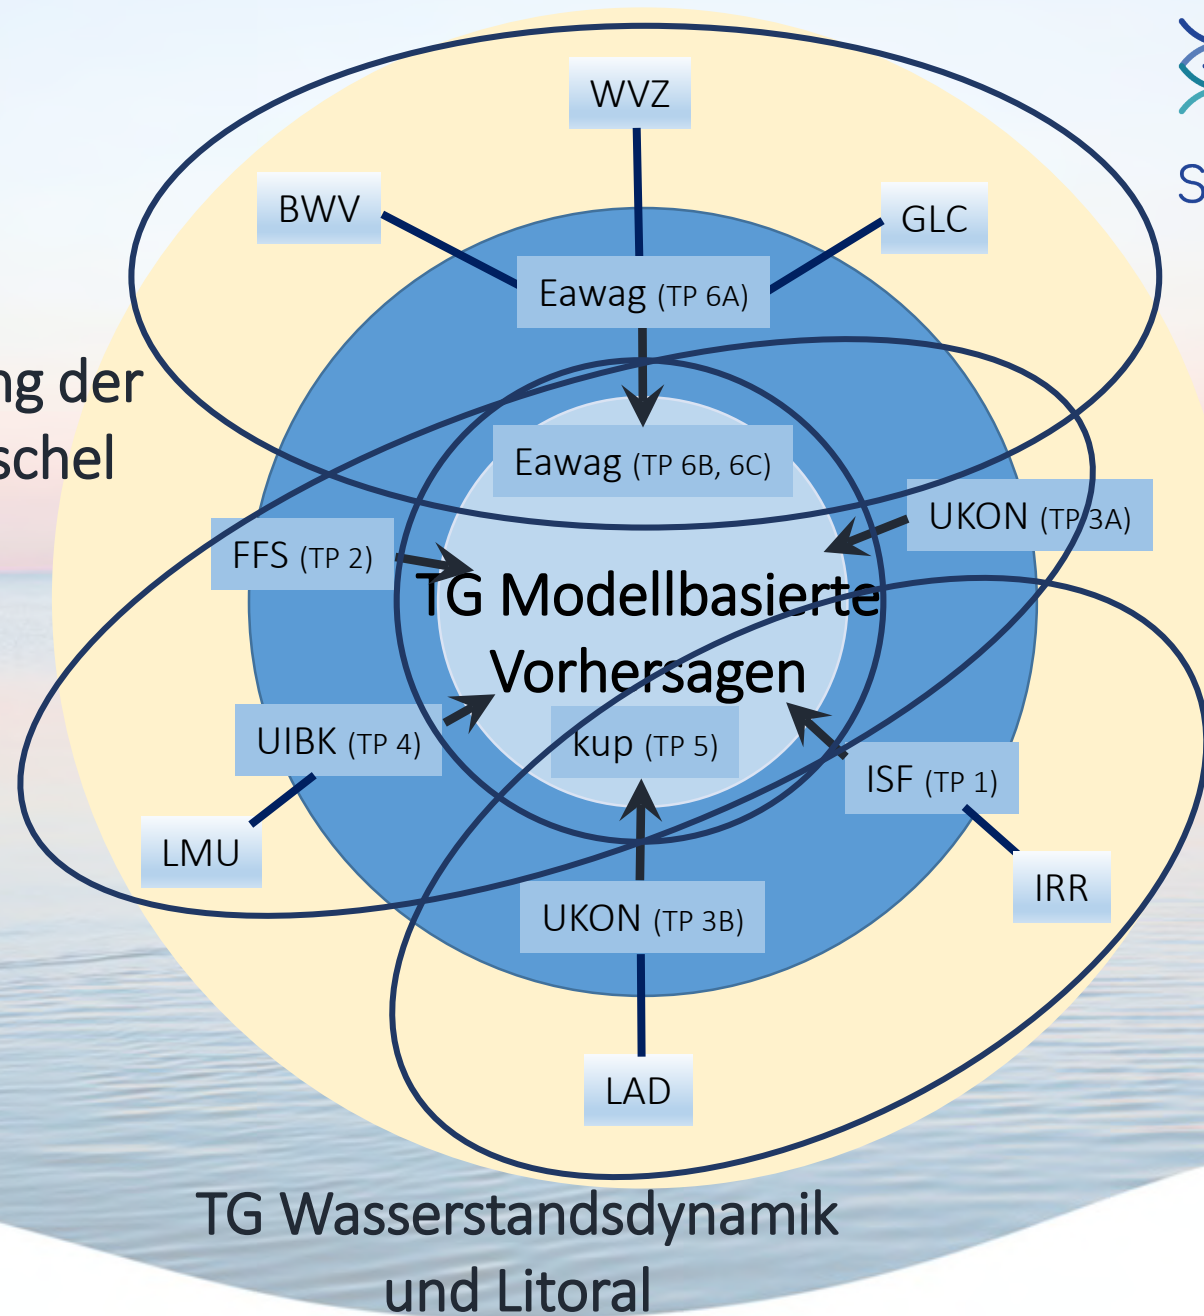 WVZ
BWV
GLC
S
Eawag (TP 6A)
ng der
schel
Eawag (TP 6B, 6C)
UKON (TP 3A)
FFS (TP 2)
TG Modellbasierte
Vorhersagen
UIBK (TP 4)
kup (TP 5)
ISF (TP 1)
LMU
IRR
UKON (TP 3B)
LAD
TG Wasserstandsdynamik
und Litoral